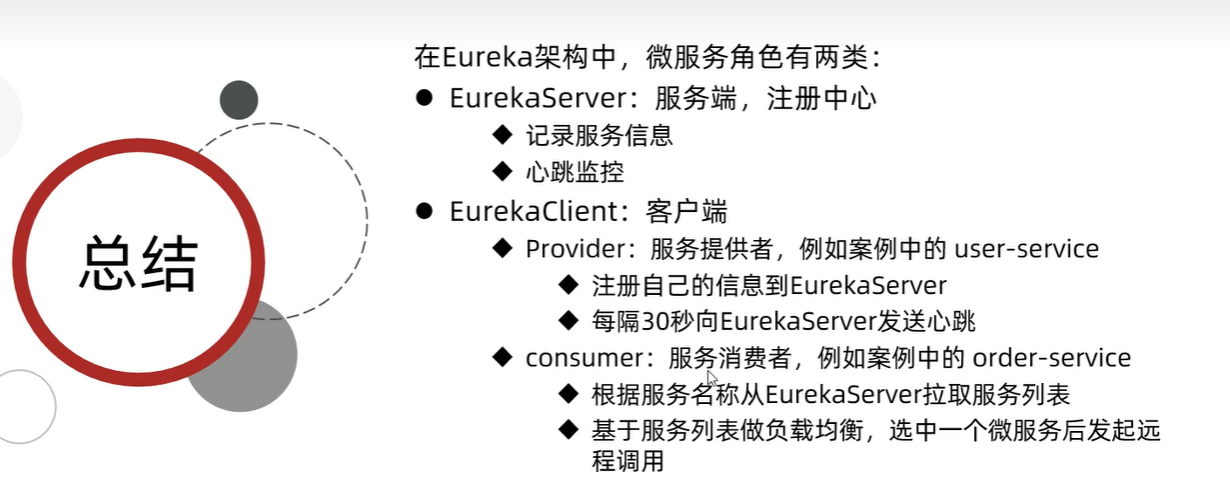 总结
在Eureka架构中，微服务角色有两类：
EurekaServer：服务端，注册中心
记录服务信息
心跳监控
EurekaClient：客户端
Provider：服务提供者，例如案例中的 user-service
注册自己的信息到EurekaServer
每隔30秒向EurekaServer发送心跳
consumer：服务消费者，例如案例中的 order-service
根据服务名称从EurekaServer拉取服务列表
基于服务列表做负载均衡，选中一个微服务后发起远
程调用